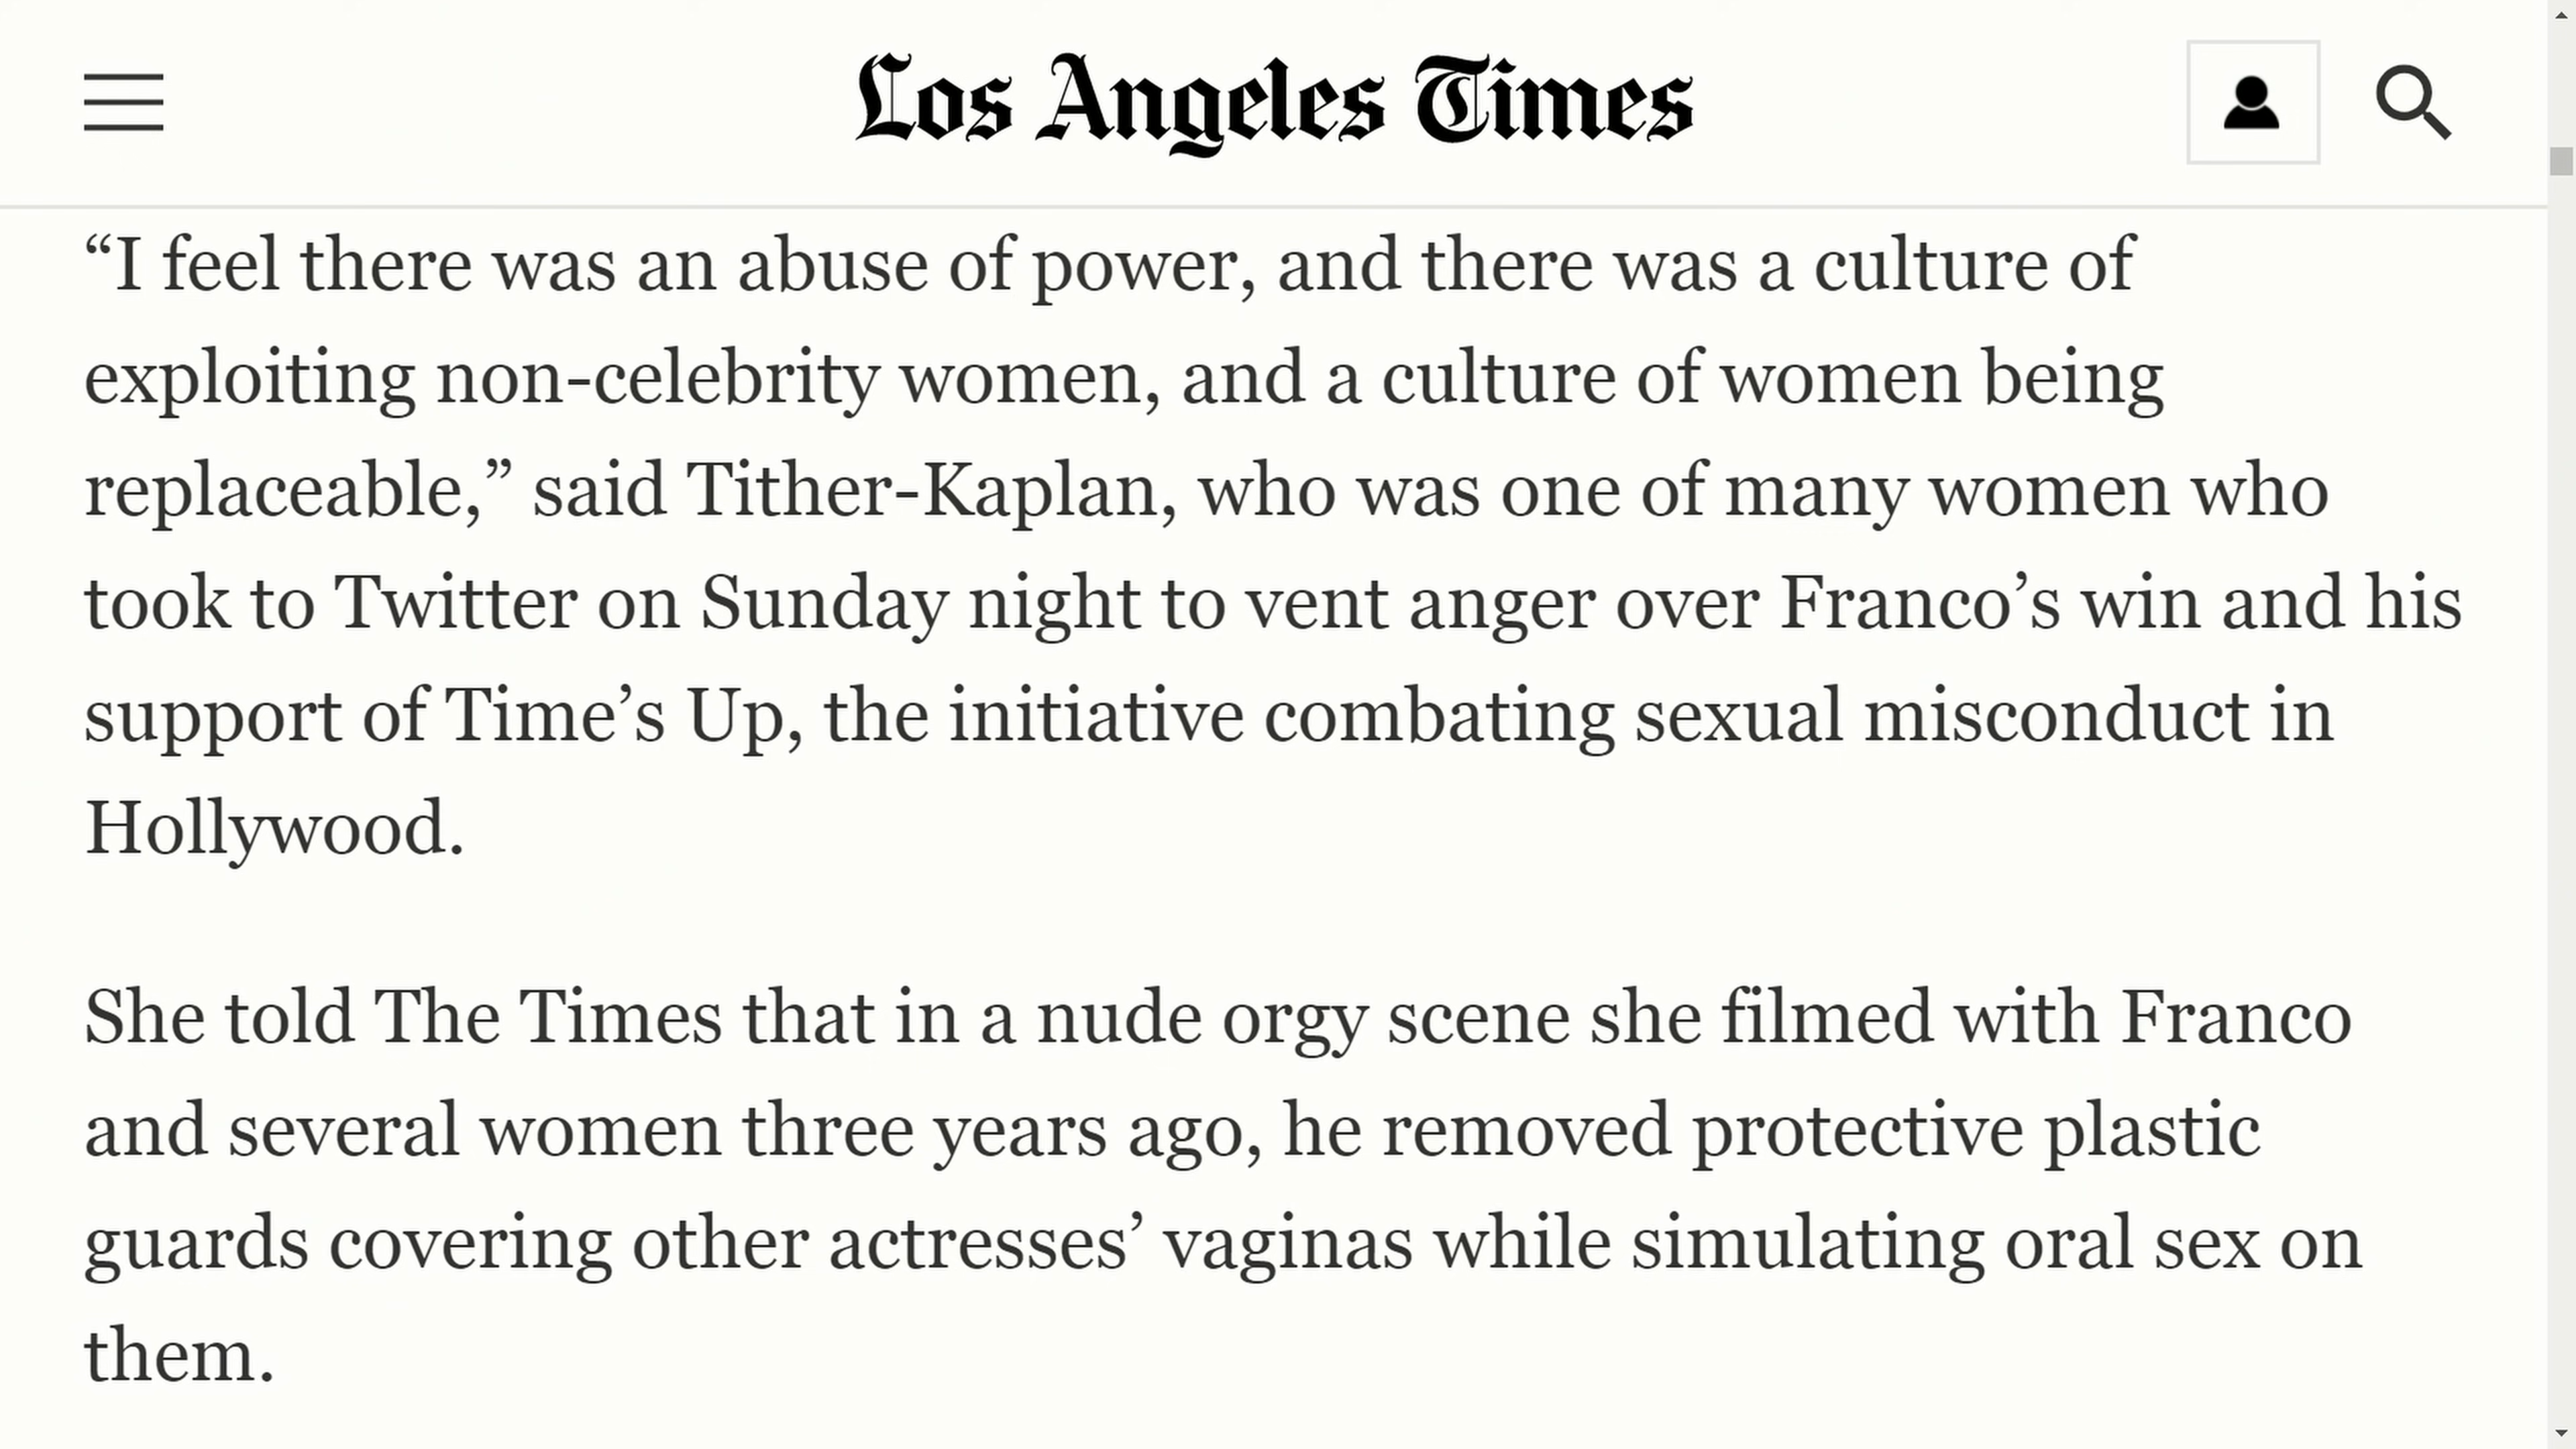 Los Angeles Times
“I feel there was an abuse of power, and there was a culture of
exploiting non-celebrity women, and a culture of women being
replaceable,” said Tither-Kaplan, who was one of many women who
took to Twitter on Sunday night to vent anger over Franco’s win and his
support of Time’s Up, the initiative combating sexual misconduct in
Hollywood.
She told The Times that in a nude orgy scene she filmed with Franco
and several women three years ago, he removed protective plastic
guards covering other actresses’ vaginas while simulating oral sex on
them.